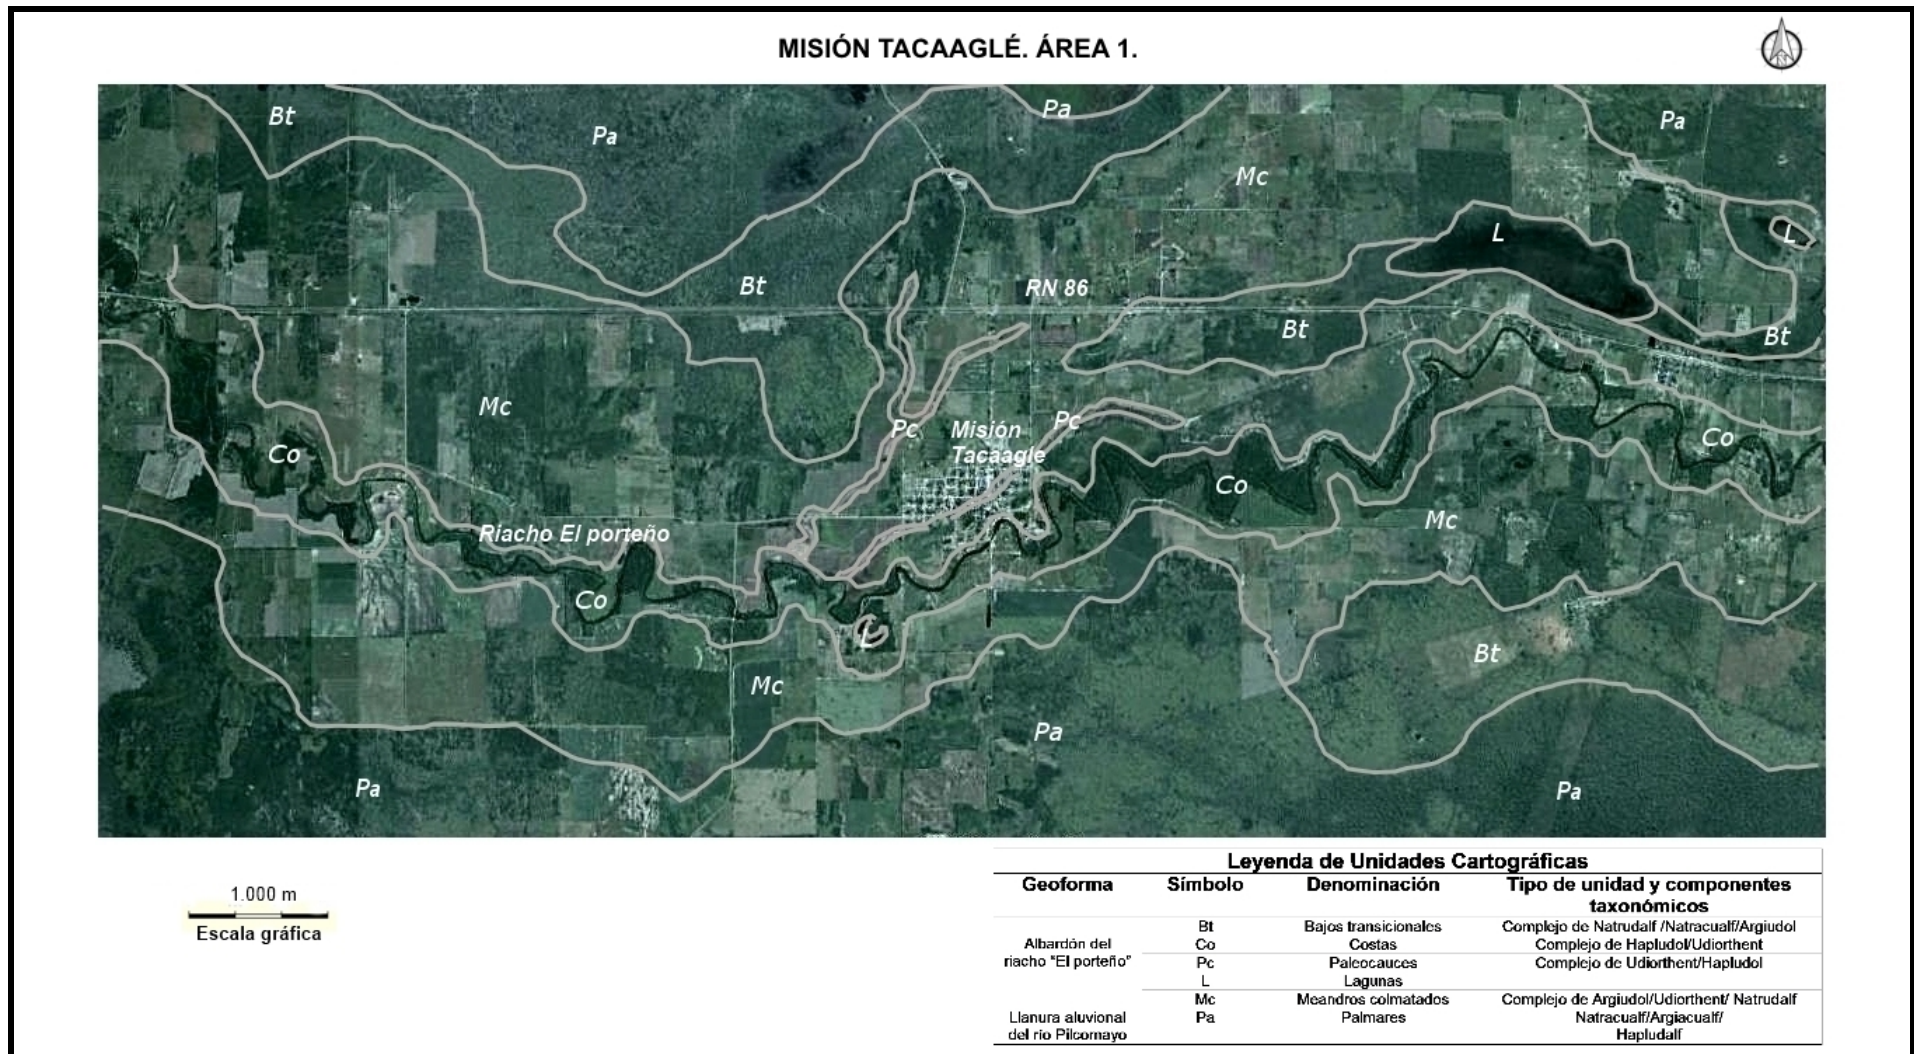 MISIÓN TACAAGLÉ. ÁREA 1.
N
Bt
Pa
Pa
Pa
Mc
L
L
Bt
RN 86
Bt
Bt
Mc
Pc
Misión
Tacaagle
Pc
Co
Co
Co
Mc
Riacho El porteño
Co
L
Bt
Mc
Pa
Pa
Pa
1.000 m
Escala gráfica
Leyenda de Unidades Cartográficas
Geoforma Símbolo Denominación Tipo de unidad y componentes
taxonómicos
Bt Bajos transicionales Complejo de Natrudalf /Natracualf/Argiudol
Albardón del Co Costas Complejo de Hapludol/Udiorthent
riacho "El porteño" Pc Paleocauces Complejo de Udiorthent/Hapludol
L Lagunas
Mc Meandros colmatados Complejo de Argiudol/Udiorthent/ Natrudalf
Llanura aluvional Pa Palmares Natracualf/Argiacualf/
del río Pilcomayo Hapludalf